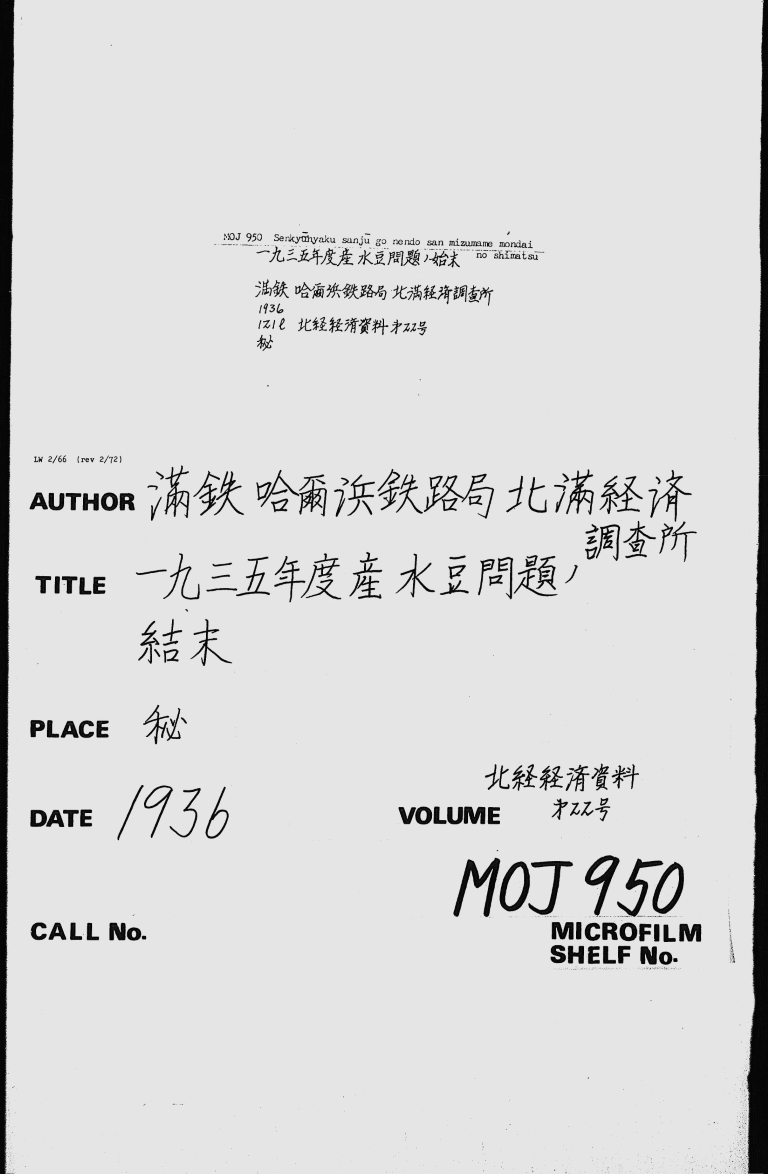 MOJ 950 Senkyūhyaku sanjū go nendo san mizumame mondai
no shimatsu
一九三五年度産水豆問題ノ始末
満鉄 哈爾浜鉄路局 北満経済調査所
1936
121ℓ 北経経済資料 オ22号
秘
LW 2/66 (rev 2/72)
AUTHOR 満鉄 哈爾浜鉄路局 北満経済
調査所
TITLE 一九三五年度産 水豆問題ノ
結末
PLACE 秘
北経経済資料
DATE 1936 VOLUME オ22号
MOJ 950
CALL No. MICROFILM
SHELF No.